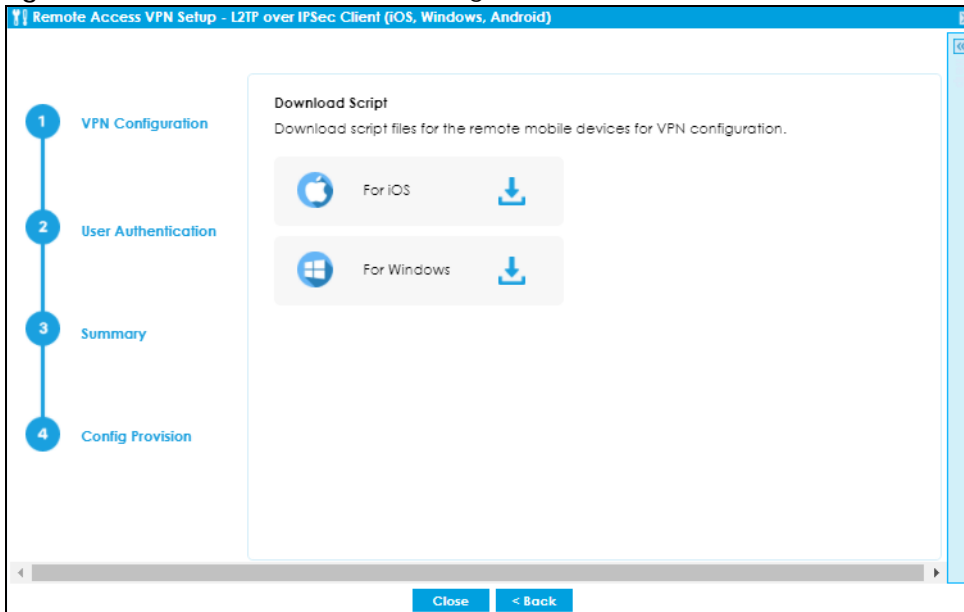 Remote Access VPN Setup - L2TP over IPSec Client (iOS, Windows, Android)
1 VPN Configuration
2 User Authentication
3 Summary
4 Config Provision
Download Script
Download script files for the remote mobile devices for VPN configuration.
For iOS
For Windows
Close < Back